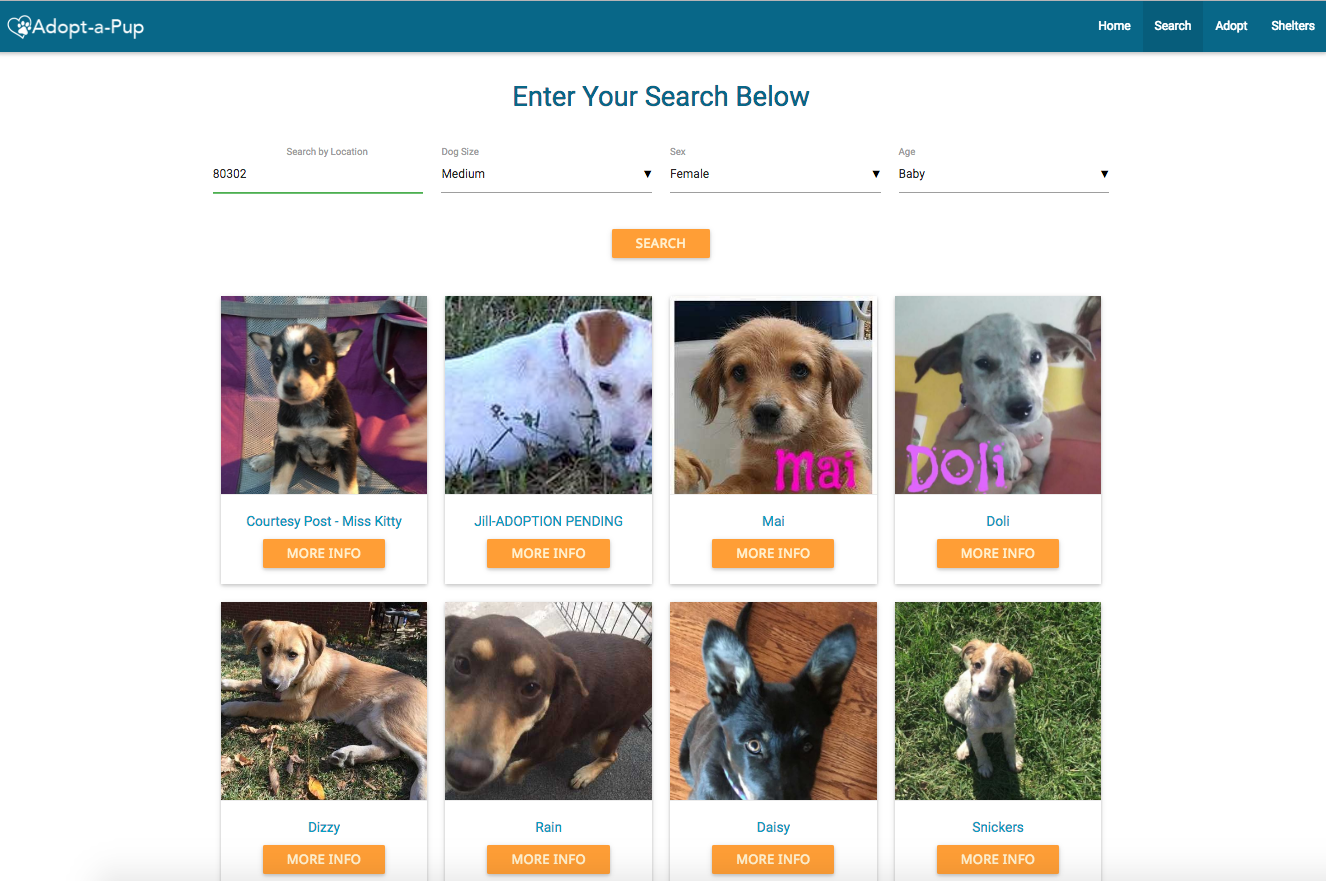 Adopt-a-Pup
Home Search Adopt Shelters
Enter Your Search Below
Search by Location Dog Size Sex Age
80302 Medium ▼ Female ▼ Baby ▼
SEARCH
Mai
Doli
Courtesy Post - Miss Kitty Jill-ADOPTION PENDING Mai Doli
MORE INFO MORE INFO MORE INFO MORE INFO
Dizzy Rain Daisy Snickers
MORE INFO MORE INFO MORE INFO MORE INFO